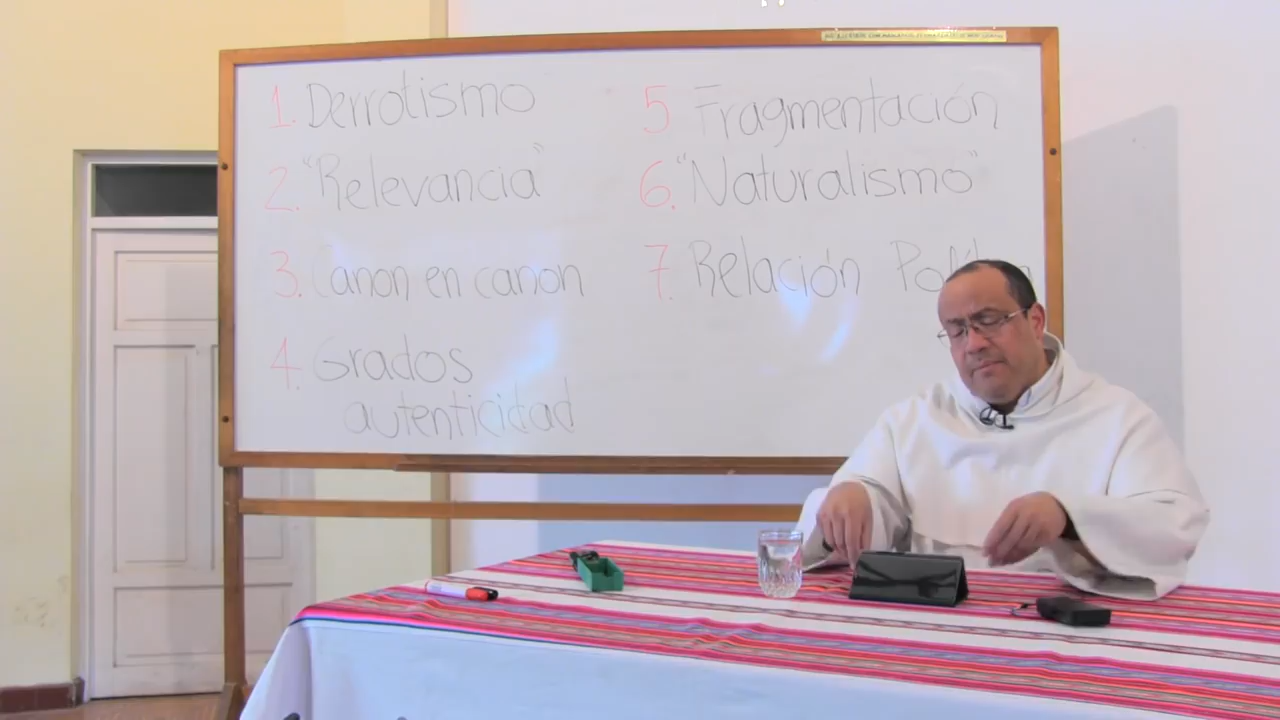 1. Derrotismo
2. "Relevancia"
3. Canon en canon
4. Grados
autenticidad
5 Fragmentación
6. "Naturalismo"
7. Relación